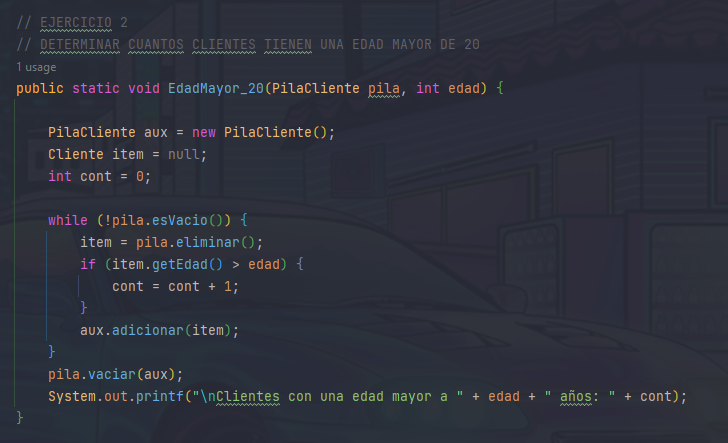 // EJERCICIO 2
// DETERMINAR CUANTOS CLIENTES TIENEN UNA EDAD MAYOR DE 20
1 usage
public static void EdadMayor_20(PilaCliente pila, int edad) {
PilaCliente aux = new PilaCliente();
Cliente item = null;
int cont = 0;
while (!pila.esVacio()) {
item = pila.eliminar();
if (item.getEdad() > edad) {
cont = cont + 1;
}
aux.adicionar(item);
}
pila.vaciar(aux);
System.out.printf("\nClientes con una edad mayor a " + edad + " años: " + cont);
}